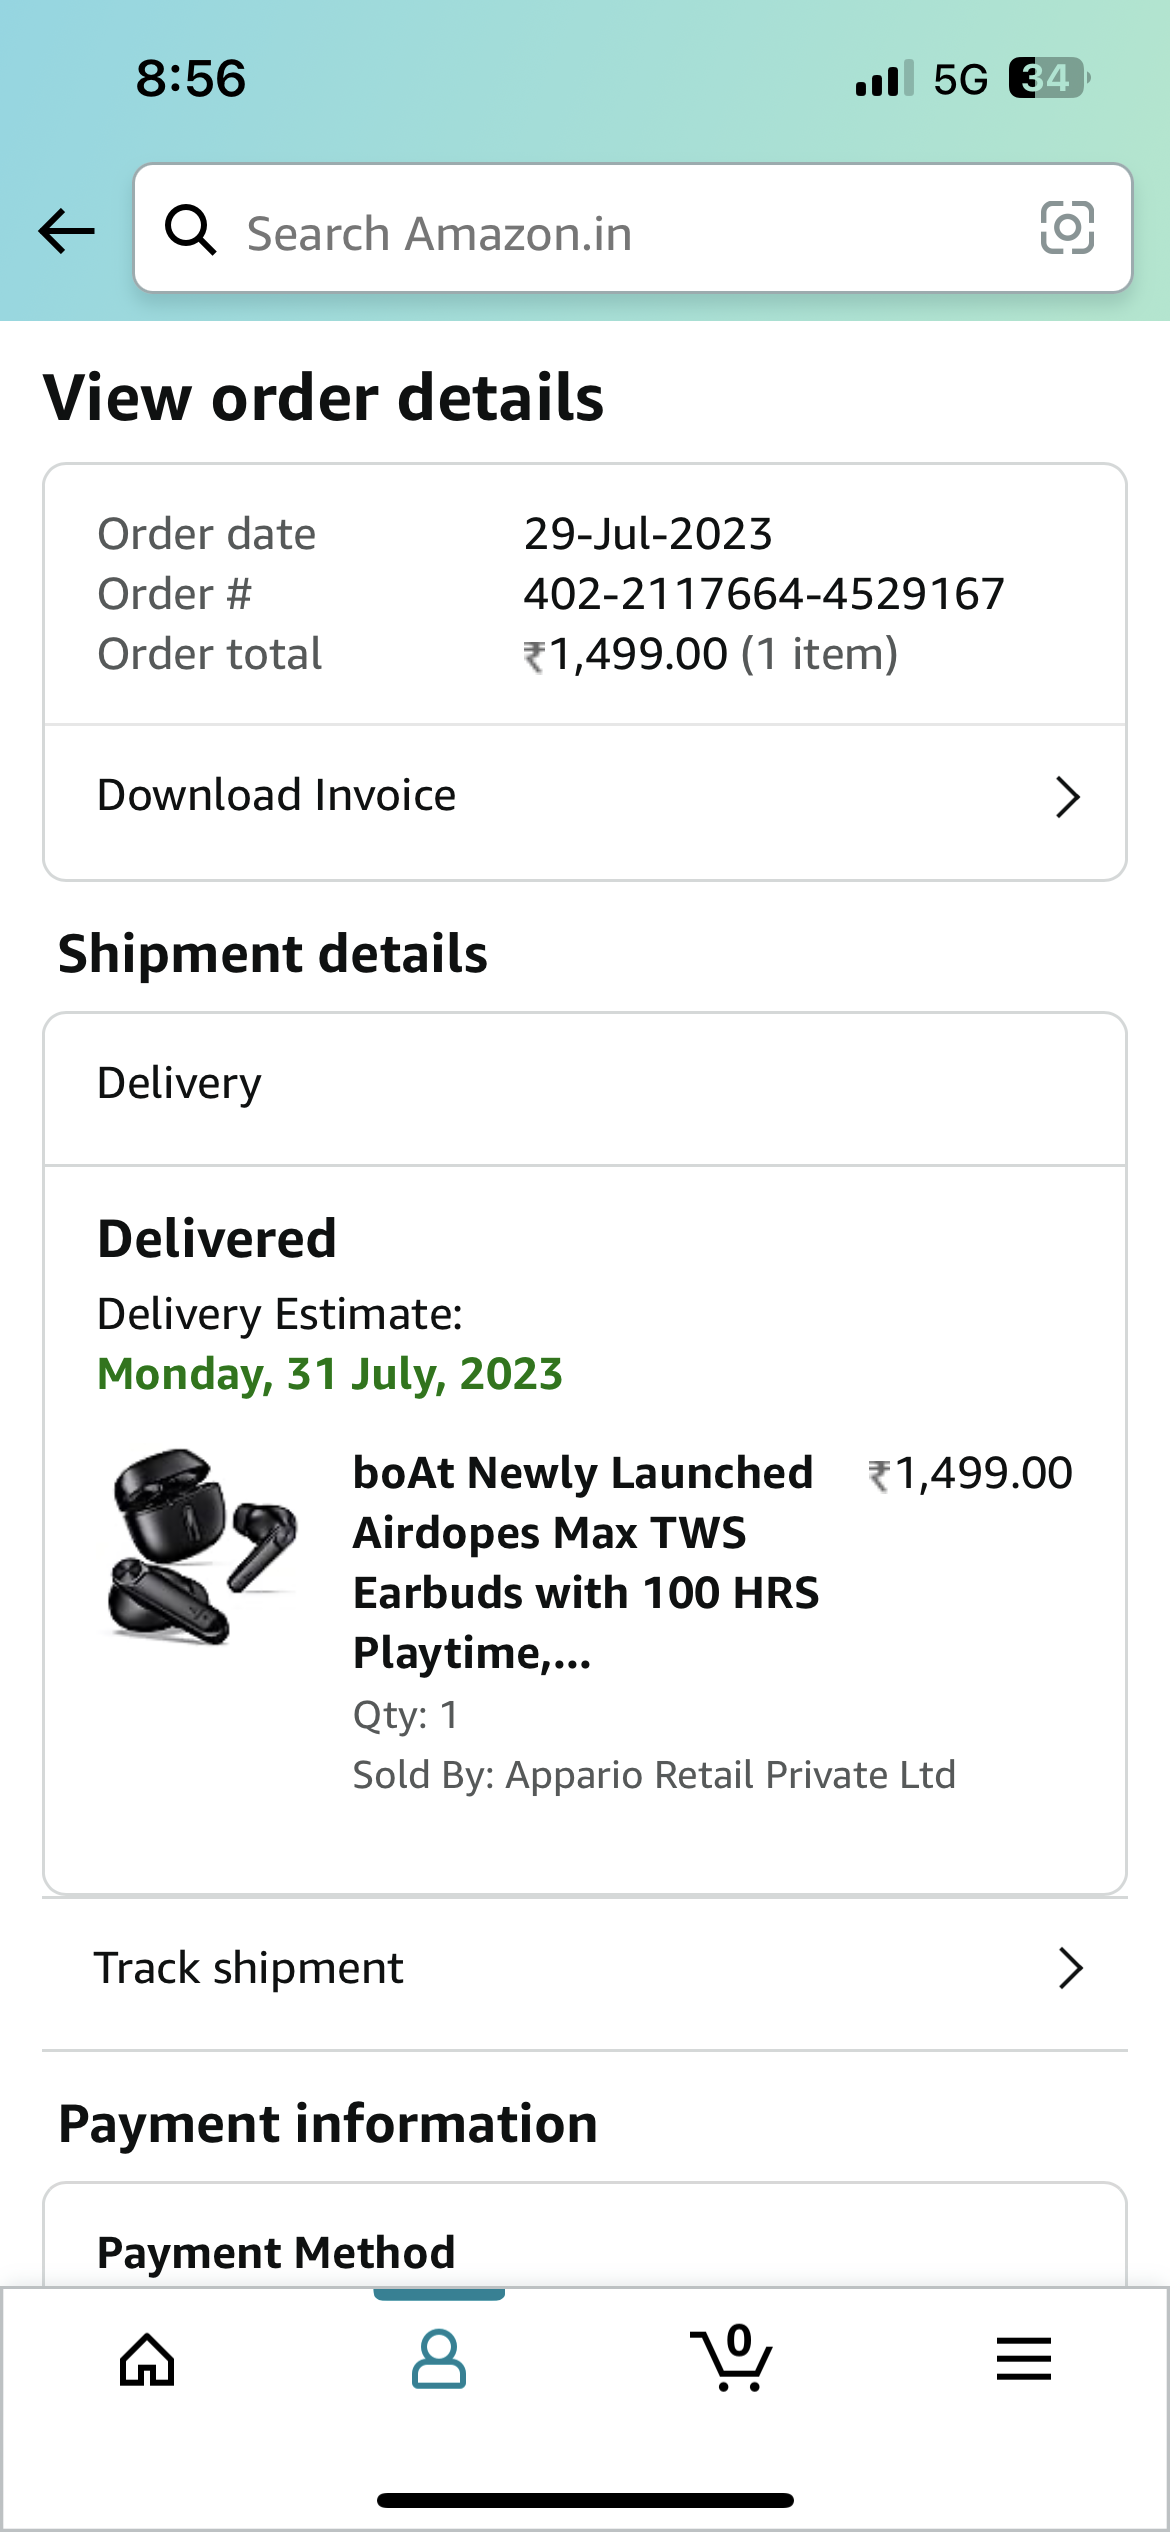 8:56
5G 34
Search Amazon.in
View order details
Order date 29-Jul-2023
Order # 402-2117664-4529167
Order total ₹1,499.00 (1 item)
Download Invoice
Shipment details
Delivery
Delivered
Delivery Estimate:
Monday, 31 July, 2023
boAt Newly Launched ₹1,499.00
Airdopes Max TWS
Earbuds with 100 HRS
Playtime,...
Qty: 1
Sold By: Appario Retail Private Ltd
Track shipment
Payment information
Payment Method
0